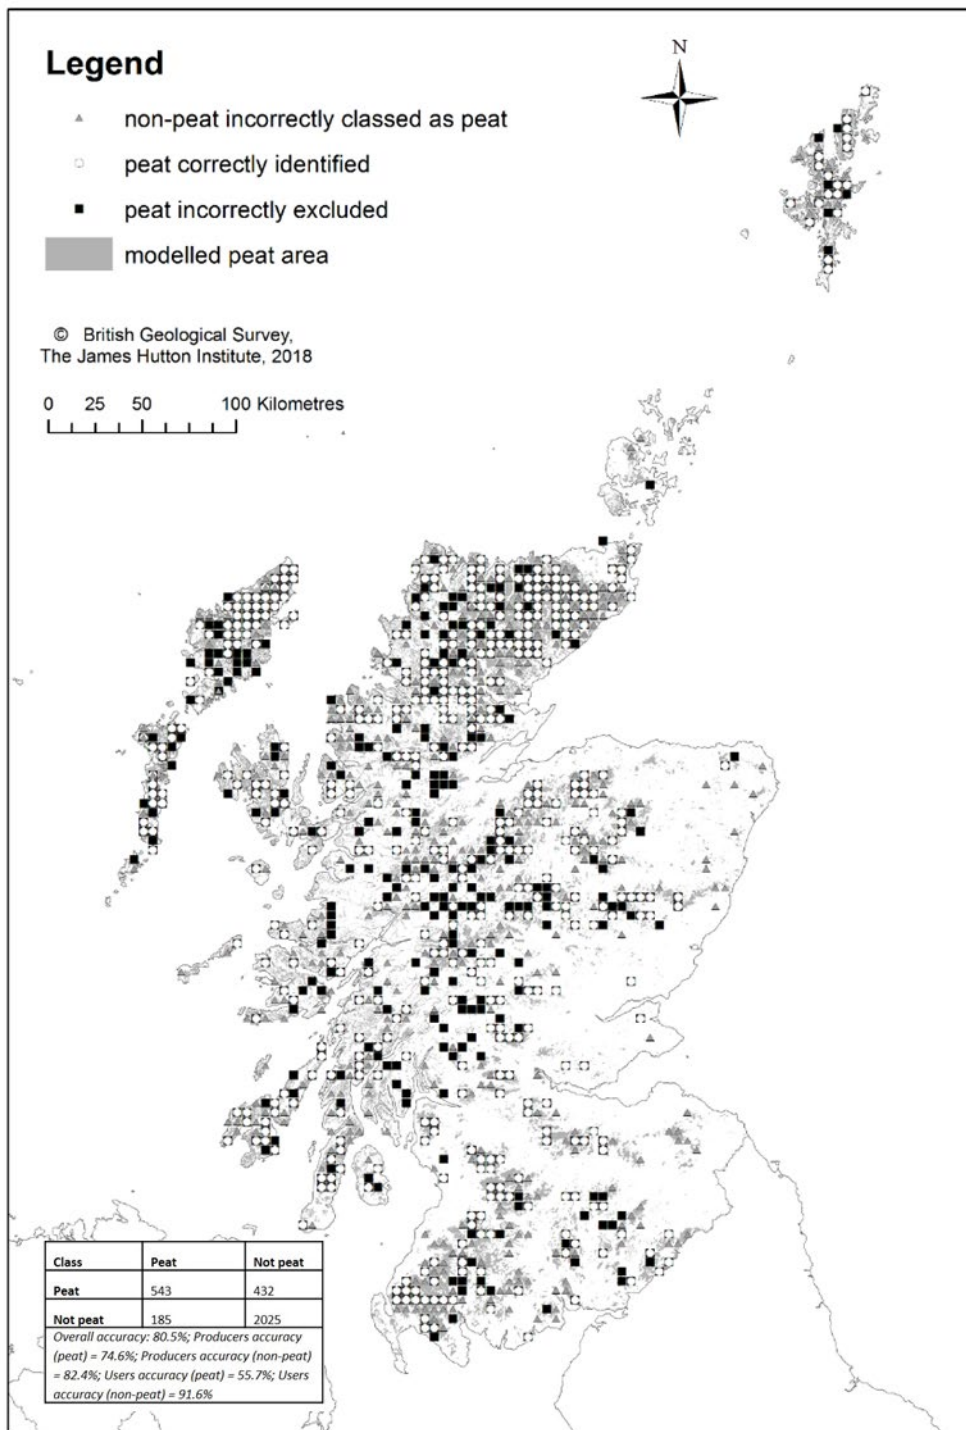 N
Legend
non-peat incorrectly classed as peat
peat correctly identified
peat incorrectly excluded
modelled peat area
© British Geological Survey,
The James Hutton Institute, 2018
0 25 50 100 Kilometres
Class Peat Not peat
Peat 543 432
Not peat 185 2025
Overall accuracy: 80.5%; Producers accuracy
(peat) = 74.6%; Producers accuracy (non-peat)
= 82.4%; Users accuracy (peat) = 55.7%; Users
accuracy (non-peat) = 91.6%